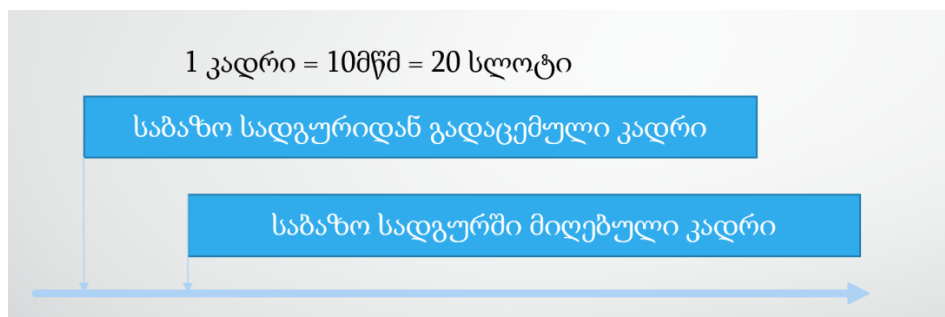 1 კადრი = 10მწმ = 20 სლოტი
საბაზო სადგურიდან გადაცემული კადრი
საბაზო სადგურში მიღებული კადრი